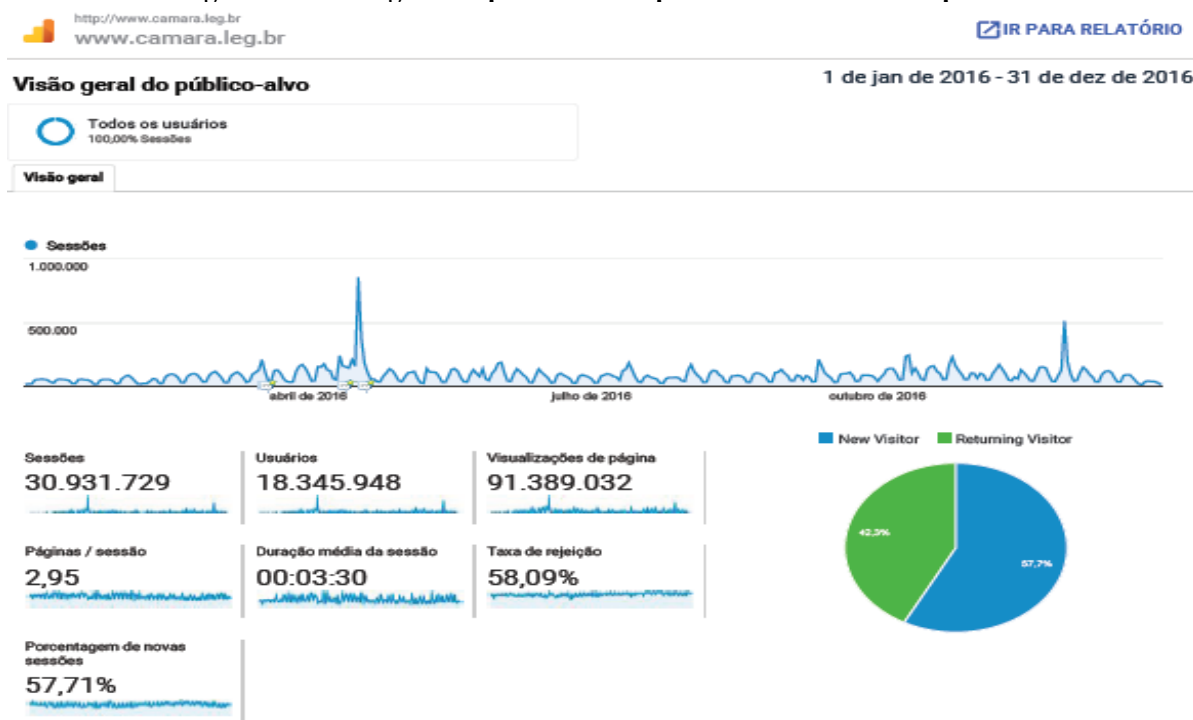 http://www.camara.leg.br
www.camara.leg.br
IR PARA RELATÓRIO
Visão geral do público-alvo
1 de jan de 2016 - 31 de dez de 2016
Todos os usuários
100,00% Sessões
Visão geral
Sessões
1.000.000
500.000
abril de 2016
julho de 2016
outubro de 2016
New Visitor
Returning Visitor
Sessões
30.931.729
Usuários
18.345.948
Visualizações de página
91.389.032
Páginas / sessão
2,95
Duração média da sessão
00:03:30
Taxa de rejeição
58,09%
Porcentagem de novas
sessões
57,71%
42,3%
57,7%